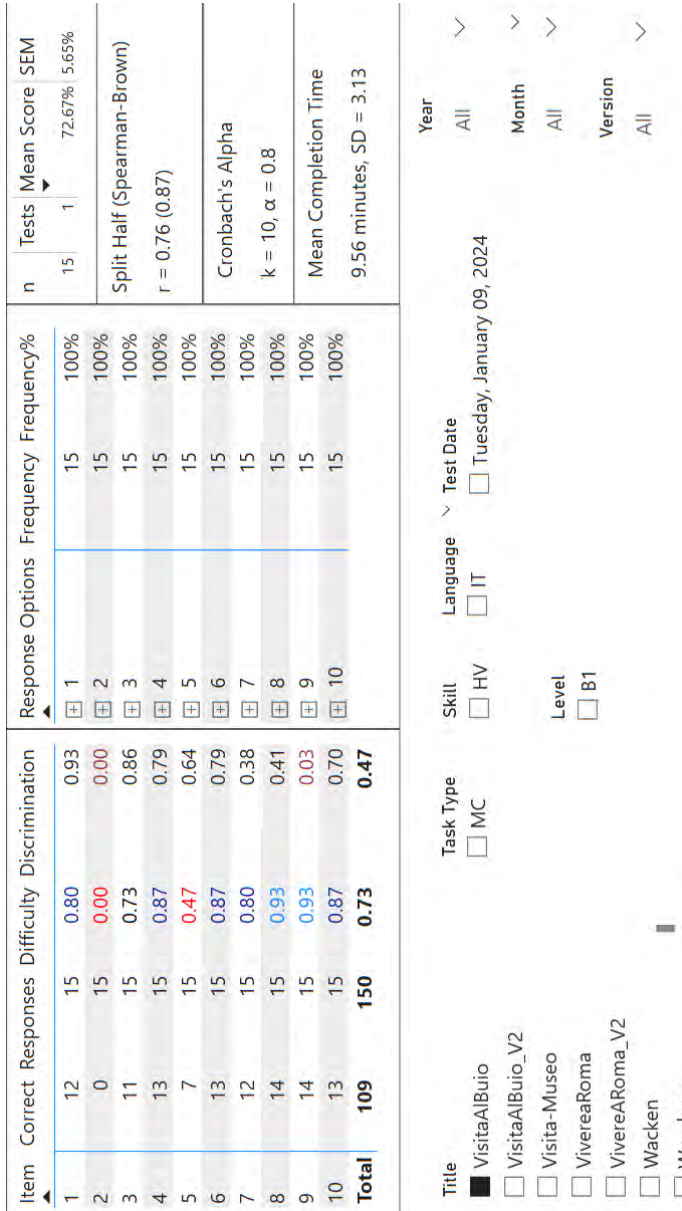 Item Correct Responses Difficulty Discrimination
1 12 15 0.80 0.93
2 0 15 0.00 0.00
3 11 15 0.73 0.86
4 13 15 0.87 0.79
5 7 15 0.47 0.64
6 13 15 0.87 0.79
7 12 15 0.80 0.38
8 14 15 0.93 0.41
9 14 15 0.93 0.03
10 13 15 0.87 0.70
Total 109 150 0.73 0.47
Response Options Frequency Frequency%
1 15 100%
2 15 100%
3 15 100%
4 15 100%
5 15 100%
6 15 100%
7 15 100%
8 15 100%
9 15 100%
10 15 100%
n Tests Mean Score SEM
15 1 72.67% 5.65%
Split Half (Spearman-Brown)
r = 0.76 (0.87)
Cronbach's Alpha
k = 10, α = 0.8
Mean Completion Time
9.56 minutes, SD = 3.13
Title
VisitaAlBuio
VisitaAlBuio_V2
Visita-Museo
VivereaRoma
VivereARoma_V2
Wacken
Task Type
MC
Skill
HV
Level
B1
Language
IT
Test Date
Tuesday, January 09, 2024
Year
All
Month
All
Version
All